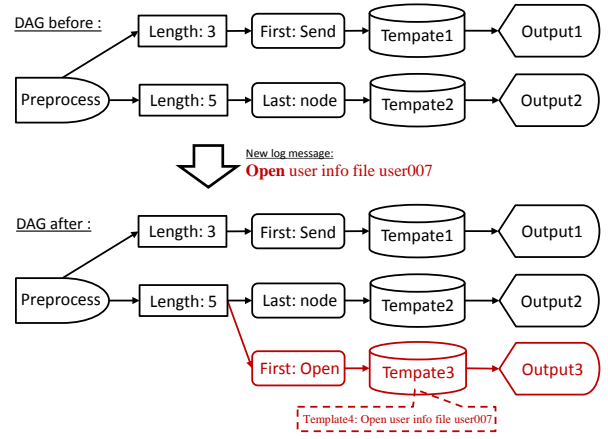 DAG before :
Length: 3 First: Send Tempate1 Output1
Preprocess Length: 5 Last: node Tempate2 Output2
New log message:
Open user info file user007
DAG after :
Length: 3 First: Send Tempate1 Output1
Preprocess Length: 5 Last: node Tempate2 Output2
First: Open Tempate3 Output3
Template4: Open user info file user007